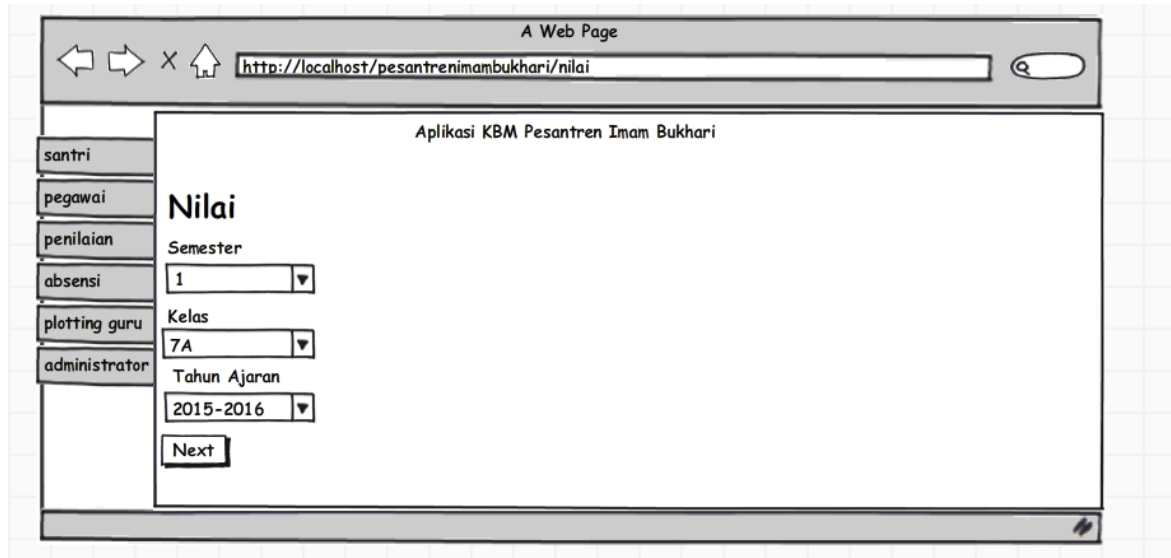 A Web Page
X
http://localhost/pesantrenimambukhari/nilai
Aplikasi KBM Pesantren Imam Bukhari
santri
pegawai
penilaian
absensi
plotting guru
administrator
Nilai
Semester
1
Kelas
7A
Tahun Ajaran
2015-2016
Next